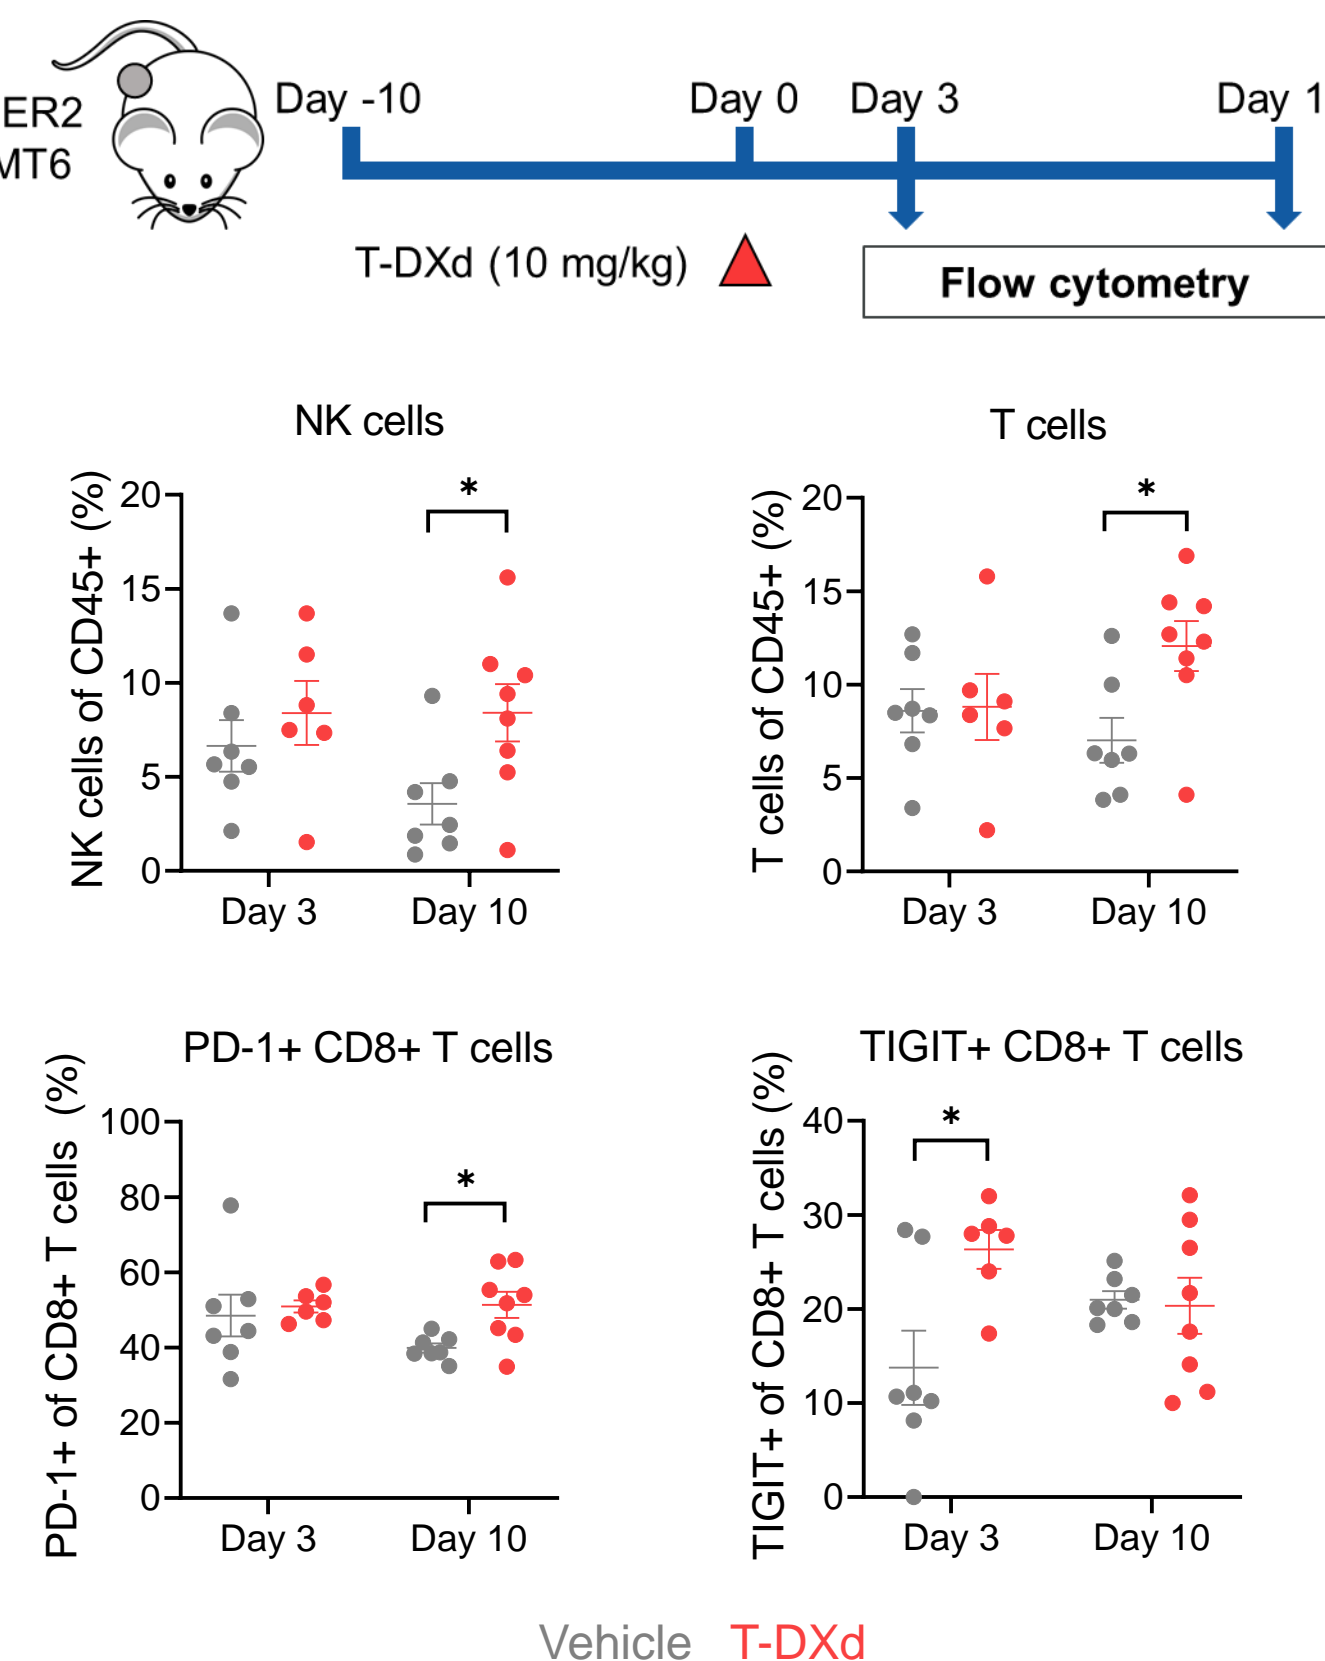 ER2
MT6
Day -10
Day 0
Day 3
Day 1
T-DXd (10 mg/kg)
Flow cytometry
NK cells
NK cells of CD45+ (%)
20
15
10
5
0
*
Day 3
Day 10
T cells
T cells of CD45+ (%)
20
15
10
5
0
*
Day 3
Day 10
PD-1+ CD8+ T cells
PD-1+ of CD8+ T cells (%)
100
80
60
40
20
0
*
Day 3
Day 10
TIGIT+ CD8+ T cells
TIGIT+ of CD8+ T cells (%)
40
30
20
10
0
*
Day 3
Day 10
Vehicle T-DXd